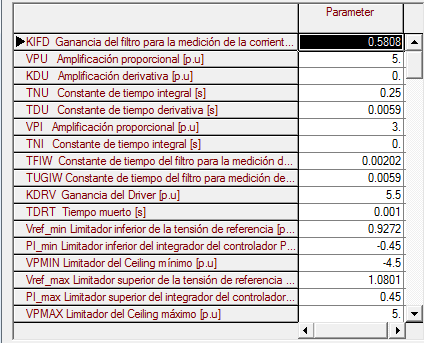 Parameter
KIFD Ganancia del filtro para la medición de la corrient... 0.5808
VPU Amplificación proporcional [p.u] 5.
KDU Amplificación derivativa [p.u] 0.
TNU Constante de tiempo integral [s] 0.25
TDU Constante de tiempo derivativa [s] 0.0059
VPI Amplificación proporcional [p.u] 3.
TNI Constante de tiempo integral [s] 0.
TFIW Constante de tiempo del filtro para la medición d... 0.00202
TUGIW Constante de tiempo del filtro para medición de... 0.0059
KDRV Ganancia del Driver [p.u] 5.5
TDRT Tiempo muerto [s] 0.001
Vref_min Limitador inferior de la tensión de referencia [p... 0.9272
PI_min Limitador inferior del integrador del controlador P... -0.45
VPMIN Limitador del Ceiling mínimo [p.u] -4.5
Vref_max Limitador superior de la tensión de referencia ... 1.0801
PI_max Limitador superior del integrador del controlador... 0.45
VPMAX Limitador del Ceiling máximo [p.u] 5.